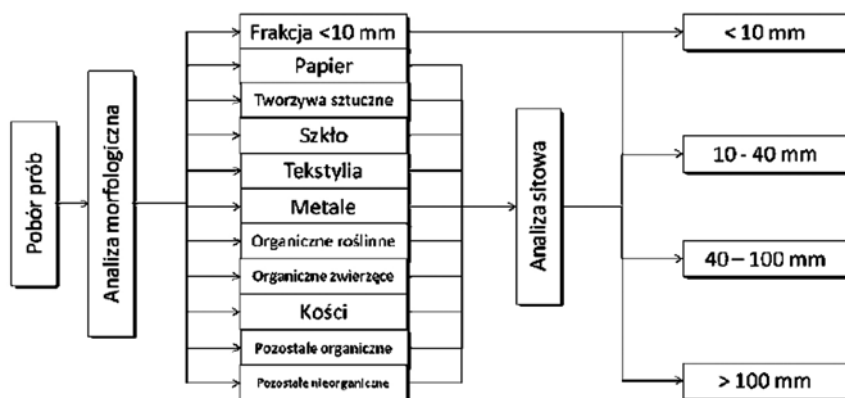 Pobór prób
Analiza morfologiczna
Frakcja <10 mm
Papier
Tworzywa sztuczne
Szkło
Tekstylia
Metale
Organiczne roślinne
Organiczne zwierzęce
Kości
Pozostałe organiczne
Pozostałe nieorganiczne
Analiza sitowa
< 10 mm
10 - 40 mm
40 – 100 mm
> 100 mm